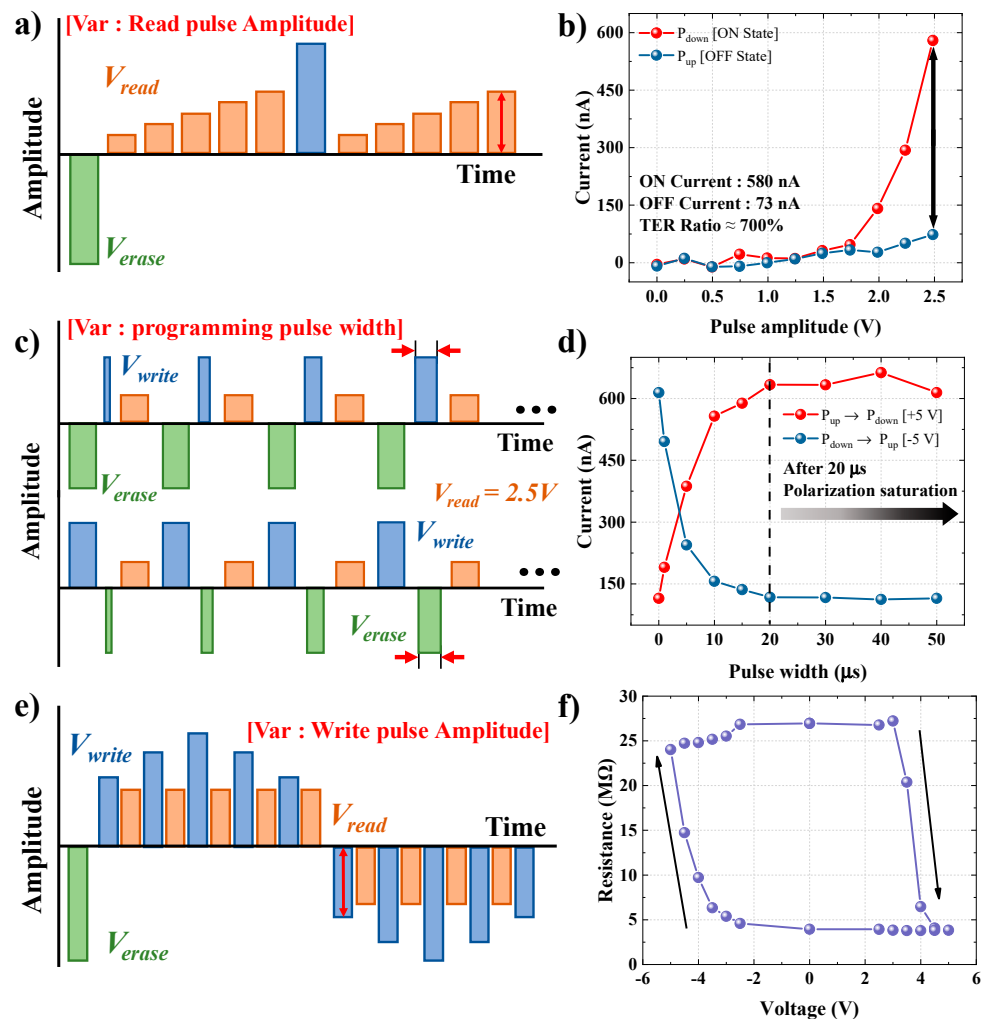 a)
[Var : Read pulse Amplitude]
Amplitude
V_read
Time
V_erase
b)
Current (nA)
600
450
300
150
0
P_down [ON State]
P_up [OFF State]
ON Current : 580 nA
OFF Current : 73 nA
TER Ratio ≈ 700%
0.0 0.5 1.0 1.5 2.0 2.5
Pulse amplitude (V)
c)
[Var : programming pulse width]
Amplitude
V_write
•••
Time
V_erase
V_read = 2.5V
V_write
•••
Time
V_erase
d)
Current (nA)
600
450
300
150
P_up → P_down [+5 V]
P_down → P_up [-5 V]
After 20 μs
Polarization saturation
0 10 20 30 40 50
Pulse width (μs)
e)
[Var : Write pulse Amplitude]
Amplitude
V_write
V_read
Time
V_erase
f)
Resistance (MΩ)
30
25
20
15
10
5
0
-6 -4 -2 0 2 4 6
Voltage (V)